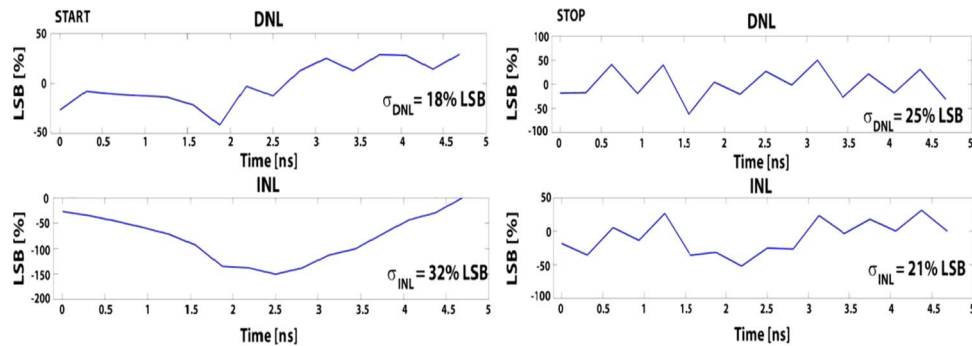 START
DNL
LSB [%]
50
0
-50
σDNL = 18% LSB
0 0.5 1 1.5 2 2.5 3 3.5 4 4.5 5
Time [ns]
INL
LSB [%]
0
-50
-100
-150
-200
σINL = 32% LSB
0 0.5 1 1.5 2 2.5 3 3.5 4 4.5 5
Time [ns]
STOP
DNL
LSB [%]
100
50
0
-50
-100
σDNL = 25% LSB
0 0.5 1 1.5 2 2.5 3 3.5 4 4.5 5
Time [ns]
INL
LSB [%]
50
0
-50
-100
σINL = 21% LSB
0 0.5 1 1.5 2 2.5 3 3.5 4 4.5 5
Time [ns]